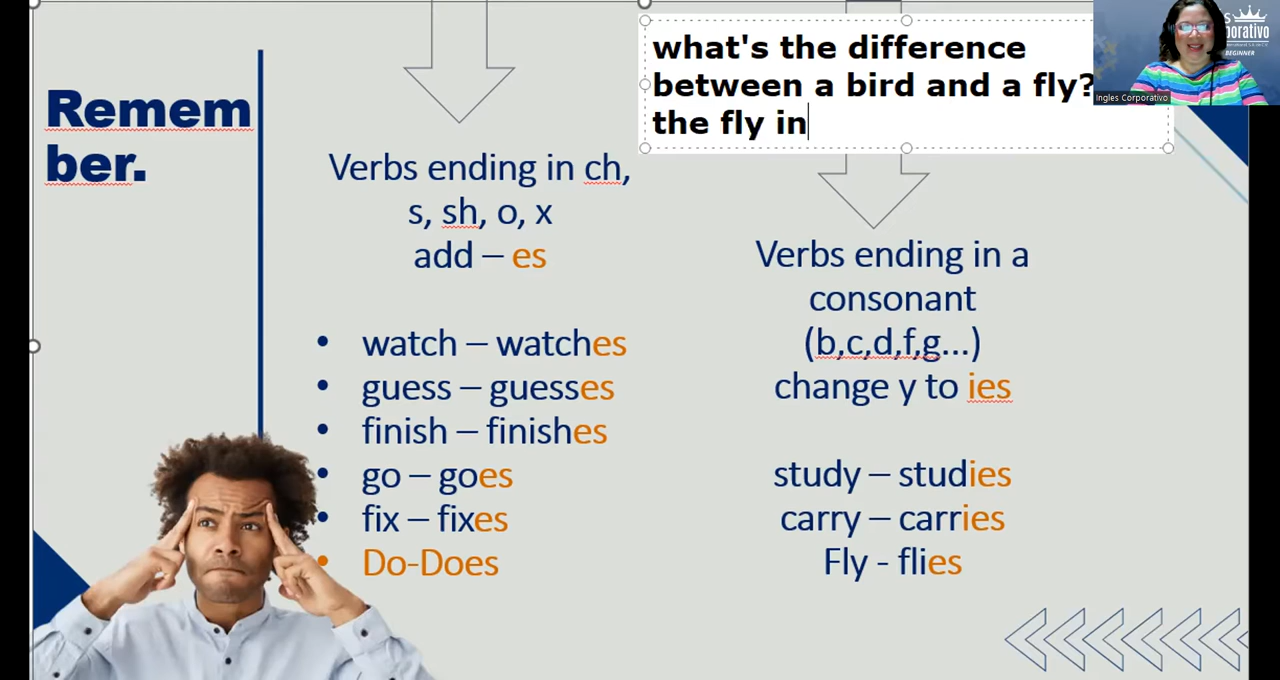 Remem
ber.
Verbs ending in ch,
s, sh, o, x
add – es
• watch – watches
• guess – guesses
• finish – finishes
• go – goes
• fix – fixes
• Do-Does
what's the difference
between a bird and a fly?
the fly in
Verbs ending in a
consonant
(b,c,d,f,g...)
change y to ies
study – studies
carry – carries
Fly - flies
Ingles Corporativo
BEGINNER